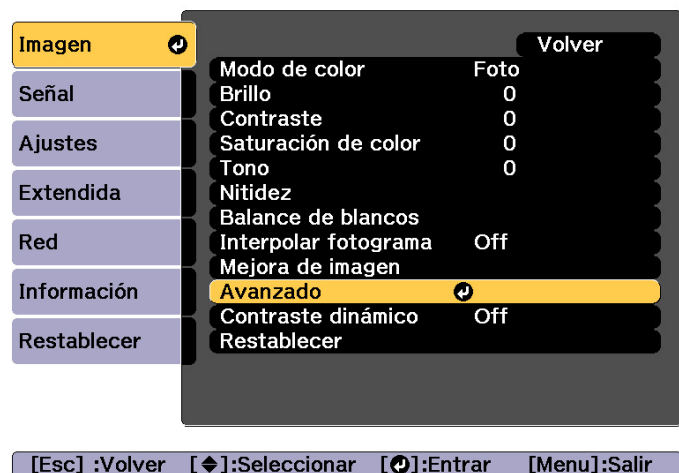 Imagen
Señal
Ajustes
Extendida
Red
Información
Restablecer
Volver
Modo de color Foto
Brillo 0
Contraste 0
Saturación de color 0
Tono 0
Nitidez
Balance de blancos
Interpolar fotograma Off
Mejora de imagen
Avanzado
Contraste dinámico Off
Restablecer
[Esc] :Volver [◆]:Seleccionar [↵]:Entrar [Menu]:Salir